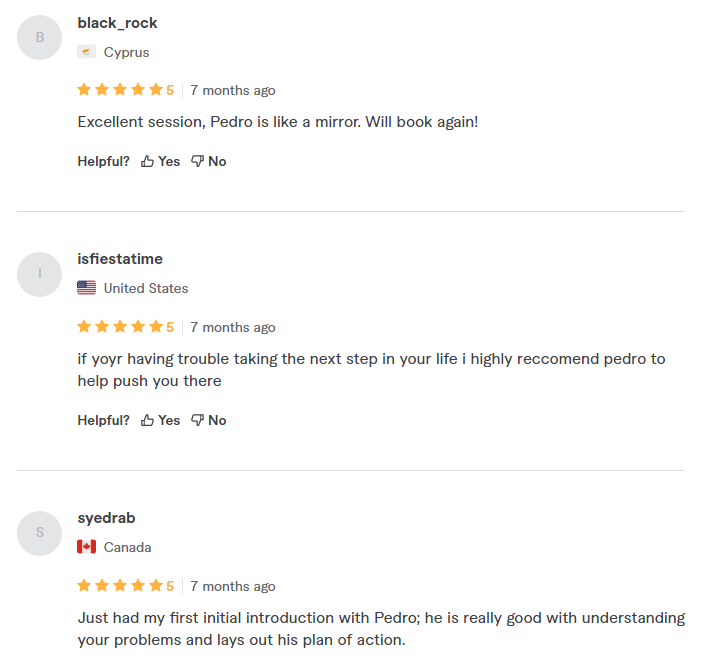 B
black_rock
Cyprus
5 7 months ago
Excellent session, Pedro is like a mirror. Will book again!
Helpful? Yes No
I
isfiestatime
United States
5 7 months ago
if yoyr having trouble taking the next step in your life i highly reccomend pedro to
help push you there
Helpful? Yes No
S
syedrab
Canada
5 7 months ago
Just had my first initial introduction with Pedro; he is really good with understanding
your problems and lays out his plan of action.